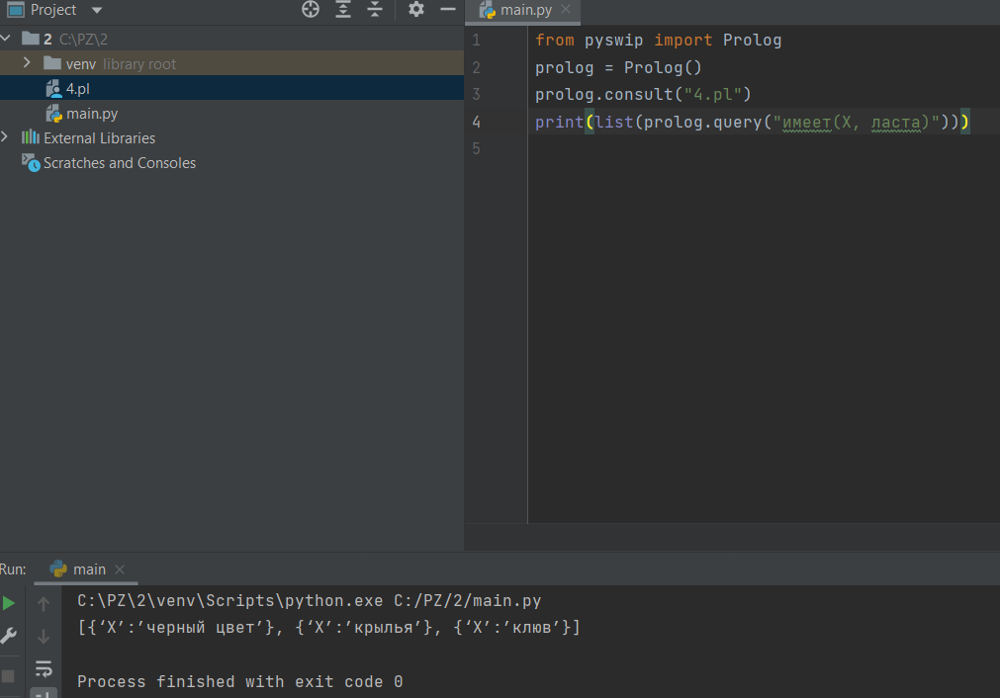 Project
main.py
2 C:\PZ\2
venv library root
4.pl
main.py
External Libraries
Scratches and Consoles
1 from pyswip import Prolog
2 prolog = Prolog()
3 prolog.consult("4.pl")
4 print(list(prolog.query("имеет(X, ласта)")))
5
Run: main
C:\PZ\2\venv\Scripts\python.exe C:/PZ/2/main.py
[{‘X’:’черный цвет’}, {‘X’:’крылья’}, {‘X’:’клюв’}]
Process finished with exit code 0